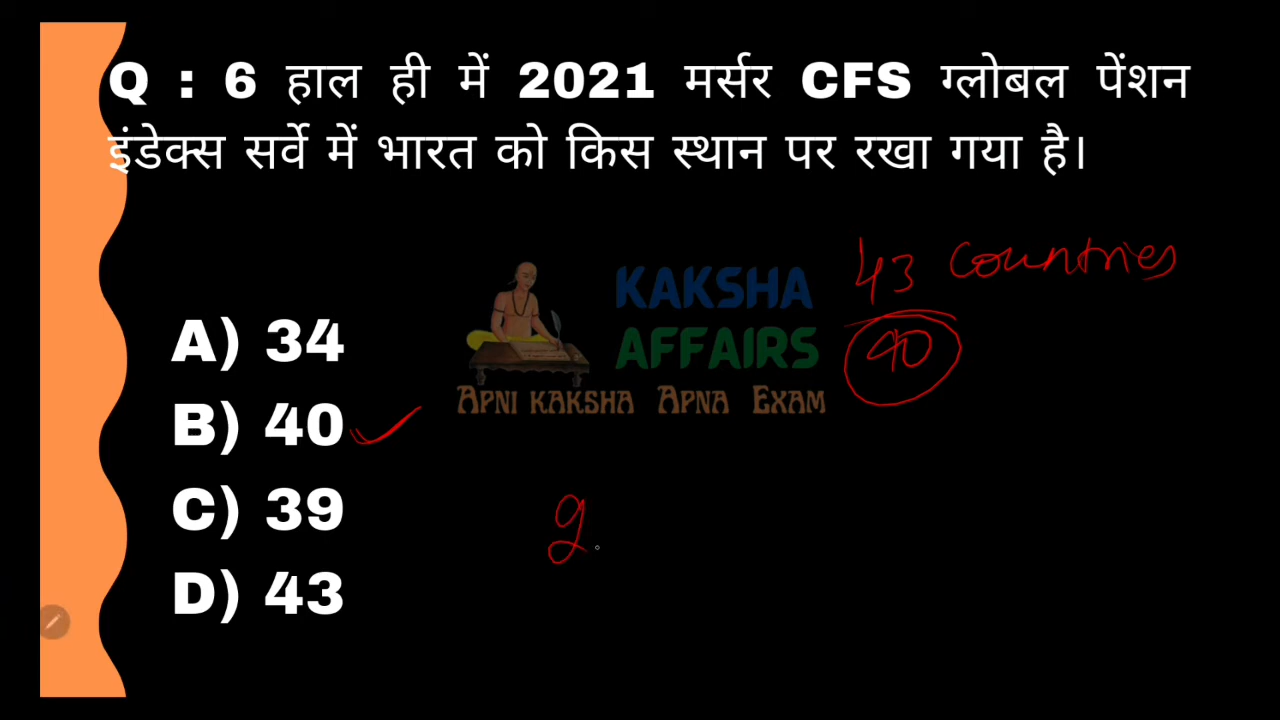 Q : 6 हाल ही में 2021 मर्सर CFS ग्लोबल पेंशन
इंडेक्स सर्वे में भारत को किस स्थान पर रखा गया है।
43 countries
40
KAKSHA
AFFAIRS
APNI KAKSHA APNA EXAM
A) 34
B) 40
C) 39
D) 43